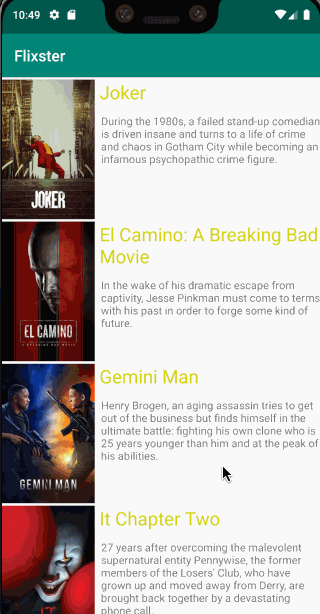 10:49
Flixster
Joker
During the 1980s, a failed stand-up comedian
is driven insane and turns to a life of crime
and chaos in Gotham City while becoming an
infamous psychopathic crime figure.
JOKER
El Camino: A Breaking Bad
Movie
In the wake of his dramatic escape from
captivity, Jesse Pinkman must come to terms
with his past in order to forge some kind of
future.
EL CAMINO
A BREAKING BAD MOVIE
Gemini Man
Henry Brogen, an aging assassin tries to get
out of the business but finds himself in the
ultimate battle: fighting his own clone who is
25 years younger than him and at the peak of
his abilities.
GEMINI MAN
It Chapter Two
27 years after overcoming the malevolent
supernatural entity Pennywise, the former
members of the Losers' Club, who have
grown up and moved away from Derry, are
brought back together by a devastating
phone call.